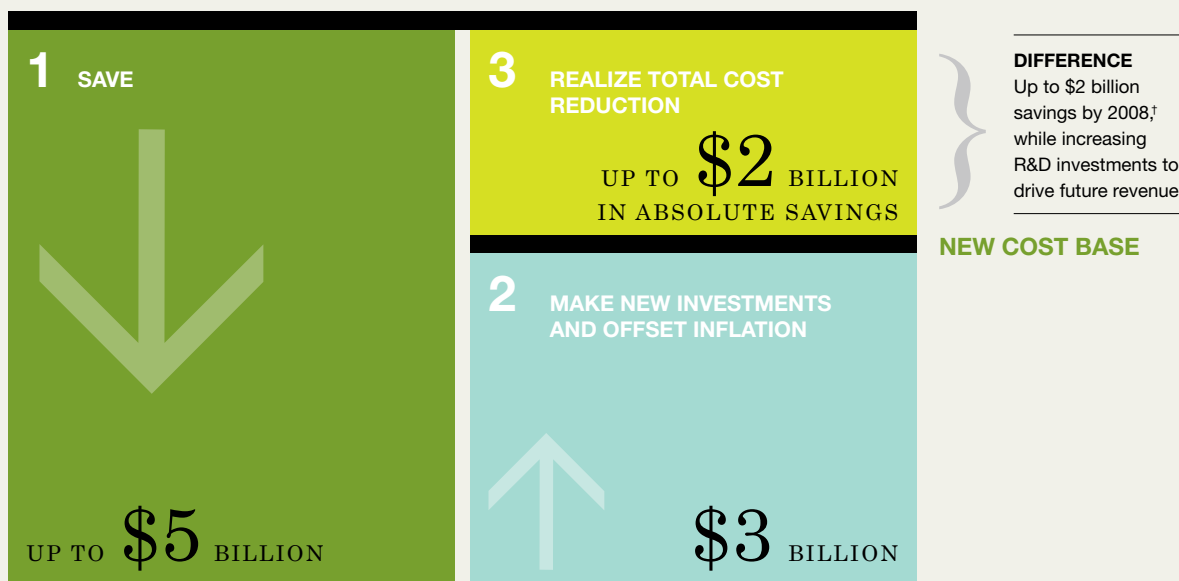 1 SAVE
UP TO $5 BILLION
3 REALIZE TOTAL COST
REDUCTION
UP TO $2 BILLION
IN ABSOLUTE SAVINGS
2 MAKE NEW INVESTMENTS
AND OFFSET INFLATION
$3 BILLION
DIFFERENCE
Up to $2 billion
savings by 2008,†
while increasing
R&D investments to
drive future revenue
NEW COST BASE